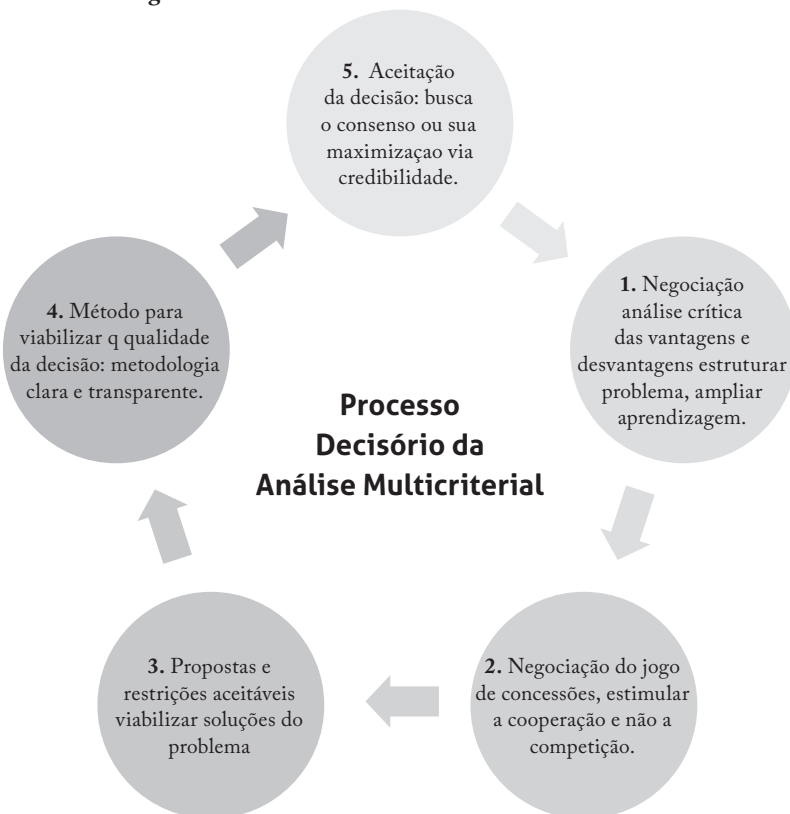 5. Aceitação
da decisão: busca
o consenso ou sua
maximizaçao via
credibilidade.
1. Negociação
análise crítica
das vantagens e
desvantagens estruturar
problema, ampliar
aprendizagem.
2. Negociação do jogo
de concessões, estimular
a cooperação e não a
competição.
3. Propostas e
restrições aceitáveis
viabilizar soluções do
problema
4. Método para
viabilizar q qualidade
da decisão: metodologia
clara e transparente.
Processo
Decisório da
Análise Multicriterial